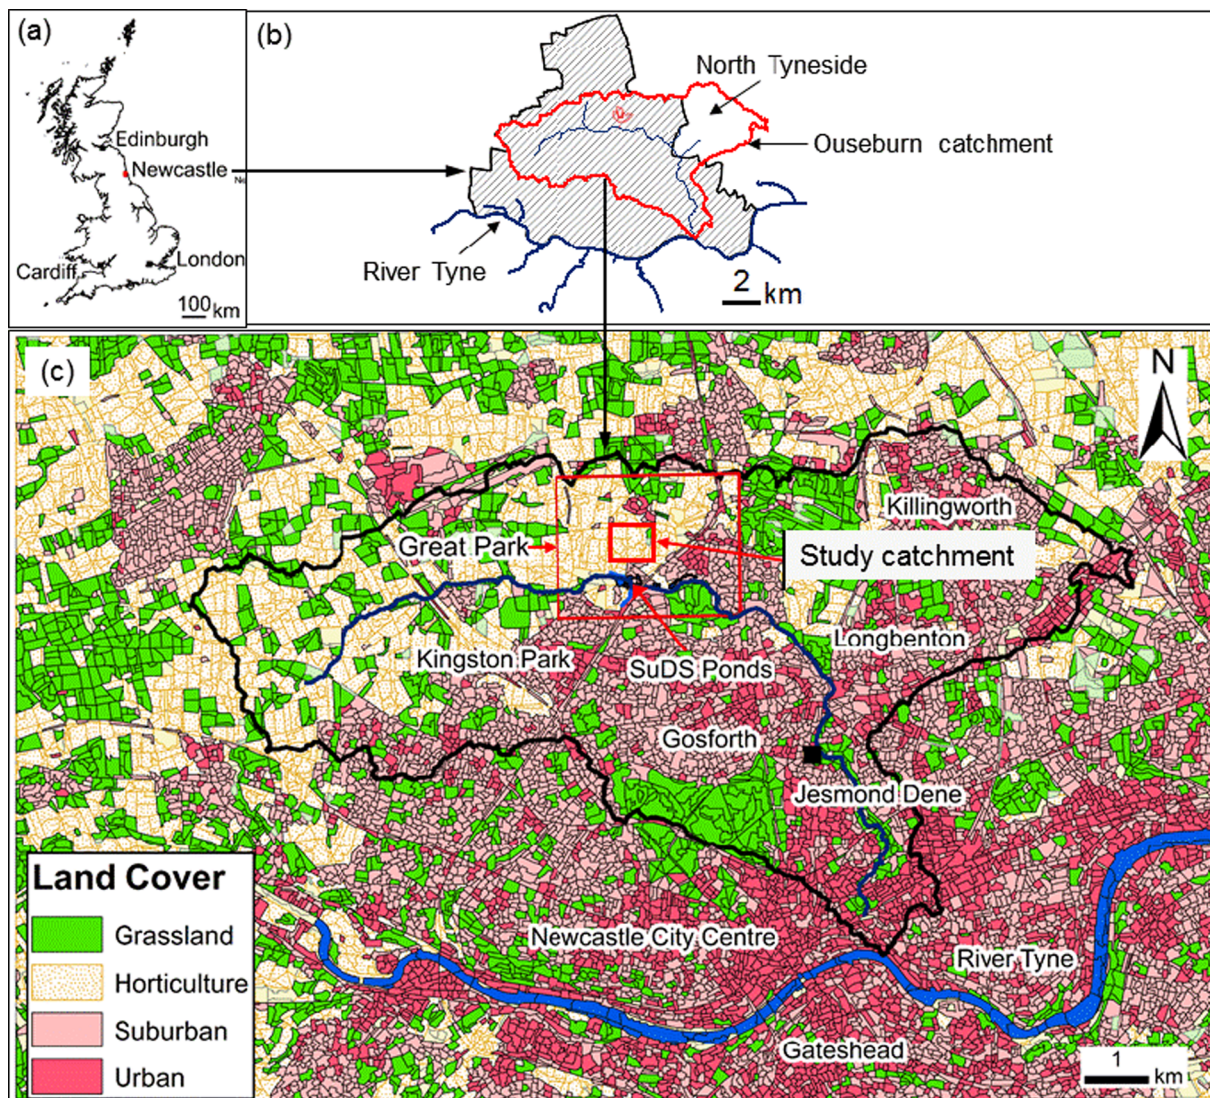 (a)
Edinburgh
Newcastle
London
Cardiff
100 km
(b)
North Tyneside
Ouseburn catchment
River Tyne
2 km
(c)
N
Killingworth
Great Park
Study catchment
Longbenton
Kingston Park
SuDS Ponds
Gosforth
Jesmond Dene
Land Cover
Grassland
Horticulture
Suburban
Urban
Newcastle City Centre
River Tyne
Gateshead
1
km